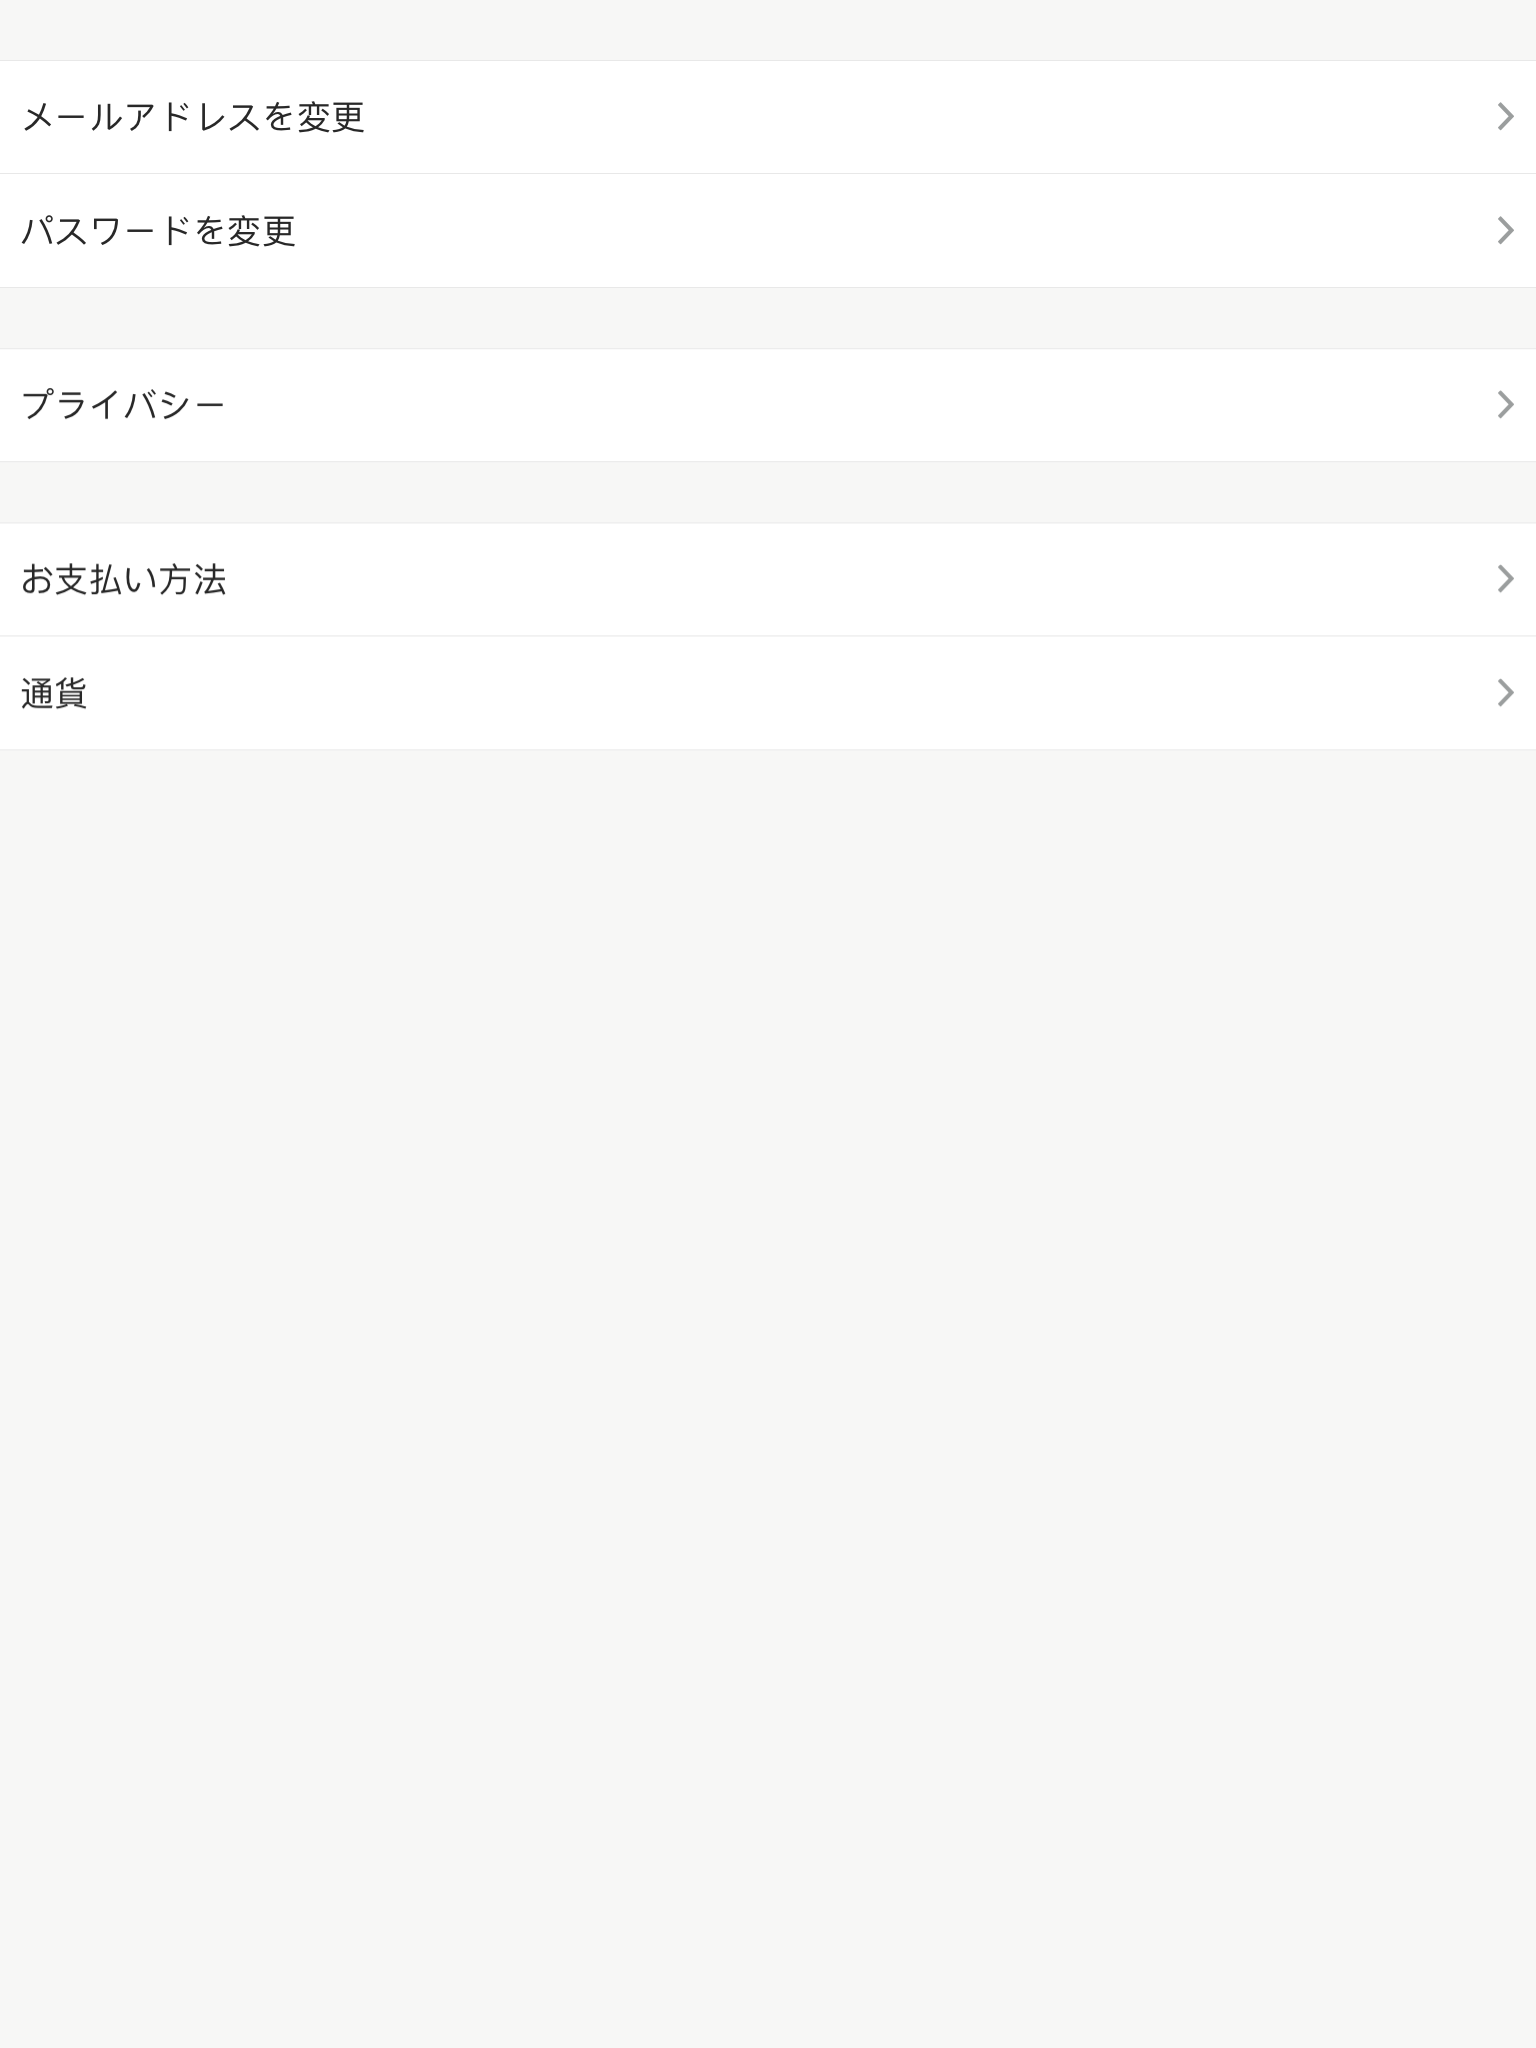 メールアドレスを変更
パスワードを変更
プライバシー
お支払い方法
通貨